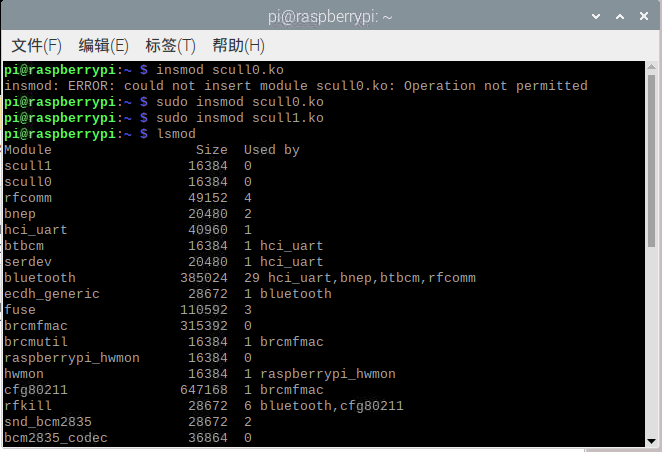 pi@raspberrypi: ~
文件(F) 编辑(E) 标签(T) 帮助(H)
pi@raspberrypi:~ $ insmod scull0.ko
insmod: ERROR: could not insert module scull0.ko: Operation not permitted
pi@raspberrypi:~ $ sudo insmod scull0.ko
pi@raspberrypi:~ $ sudo insmod scull1.ko
pi@raspberrypi:~ $ lsmod
Module                  Size  Used by
scull1                 16384  0
scull0                 16384  0
rfcomm                 49152  4
bnep                   20480  2
hci_uart               40960  1
btbcm                  16384  1 hci_uart
serdev                 20480  1 hci_uart
bluetooth             385024  29 hci_uart,bnep,btbcm,rfcomm
ecdh_generic           28672  1 bluetooth
fuse                  110592  3
brcmfmac              315392  0
brcmutil               16384  1 brcmfmac
raspberrypi_hwmon      16384  0
hwmon                  16384  1 raspberrypi_hwmon
cfg80211              647168  1 brcmfmac
rfkill                 28672  6 bluetooth,cfg80211
snd_bcm2835            28672  2
bcm2835_codec          36864  0